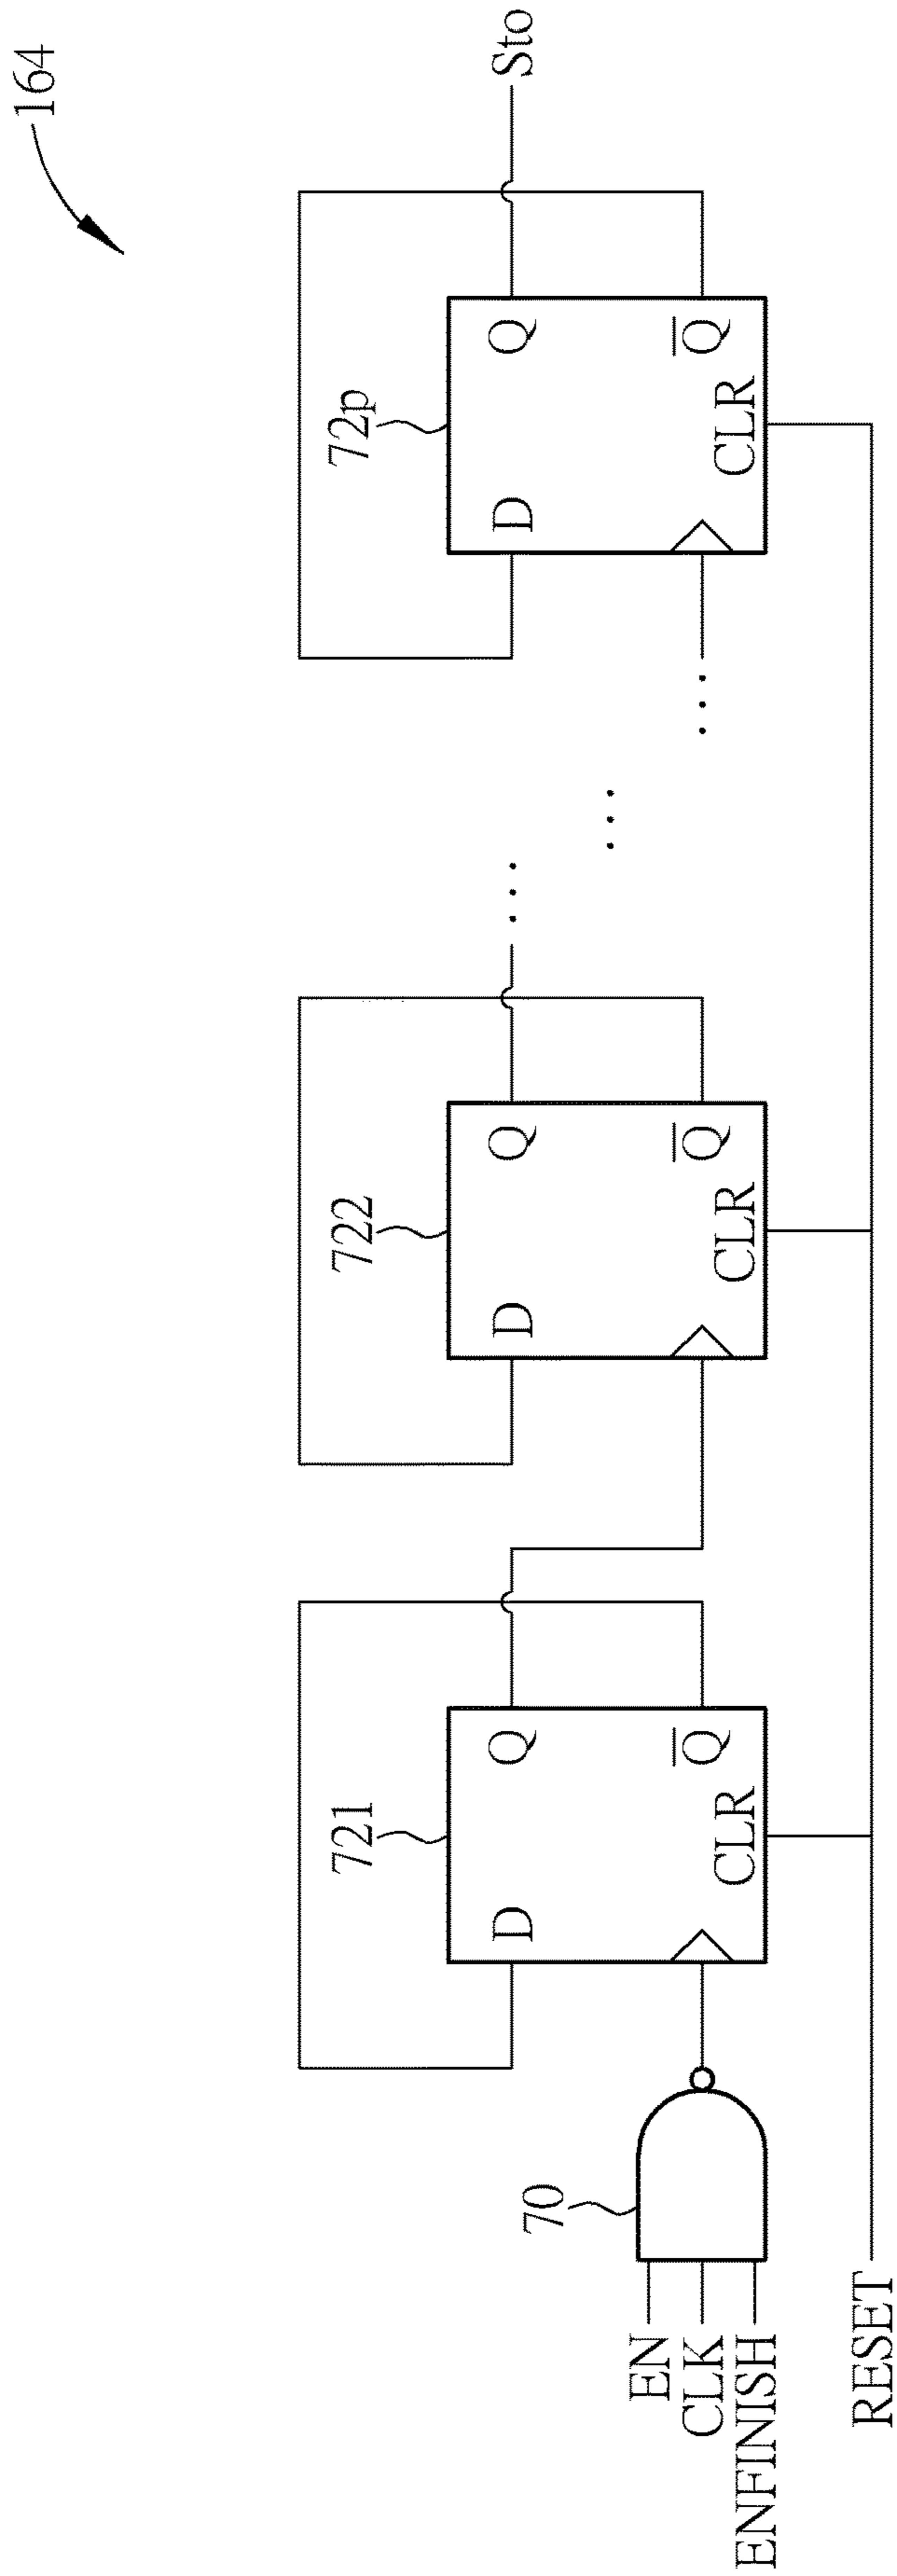 164
721
722
72p
D
Q
D
Q
D
Q
Sto
70
EN
CLK
ENFINISH
Q̅
CLR
Q̅
CLR
Q̅
CLR
RESET